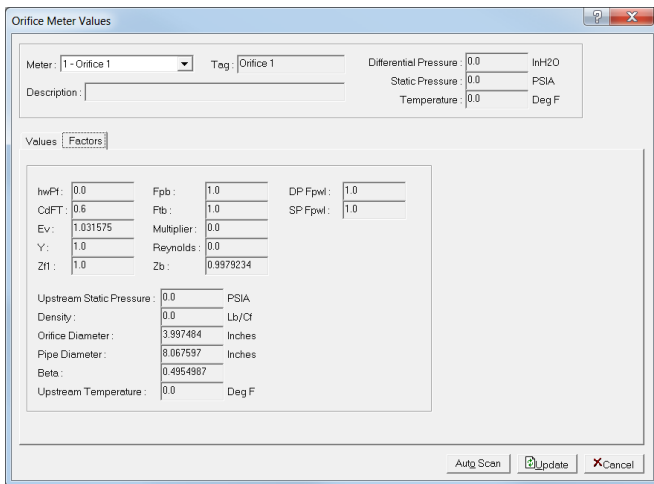 Orifice Meter Values
Meter: 1 - Orifice 1 Tag: Orifice 1 Differential Pressure: 0.0 InH2O
Static Pressure: 0.0 PSIA
Description: Temperature: 0.0 Deg F
Values Factors
hwPf: 0.0 Fpb: 1.0 DP Fpwl: 1.0
CdFT: 0.6 Ftb: 1.0 SP Fpwl: 1.0
Ev: 1.031575 Multiplier: 0.0
Y: 1.0 Reynolds: 0.0
Zf1: 1.0 Zb: 0.9979234
Upstream Static Pressure: 0.0 PSIA
Density: 0.0 Lb/Cf
Orifice Diameter: 3.997484 Inches
Pipe Diameter: 8.067597 Inches
Beta: 0.4954987
Upstream Temperature: 0.0 Deg F
Auto Scan Update Cancel